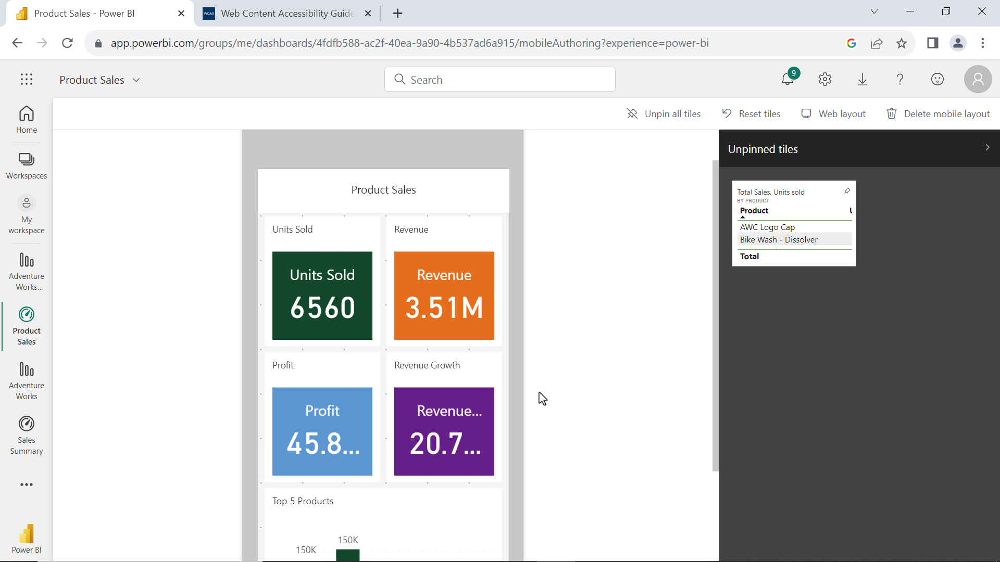 Product Sales - Power BI
WCAG Web Content Accessibility Guide
app.powerbi.com/groups/me/dashboards/4fdfb588-ac2f-40ea-9a90-4b537ad6a915/mobileAuthoring?experience=power-bi
Product Sales
Search
9
Unpin all tiles
Reset tiles
Web layout
Delete mobile layout
Home
Workspaces
My
workspace
Adventure
Works...
Product
Sales
Adventure
Works
Sales
Summary
Power BI
Product Sales
Units Sold
Revenue
Units Sold
6560
Revenue
3.51M
Profit
Revenue Growth
Profit
45.8...
Revenue...
20.7...
Top 5 Products
150K
150K
Unpinned tiles
Total Sales, Units sold
BY PRODUCT
Product
AWC Logo Cap
Bike Wash - Dissolver
Total